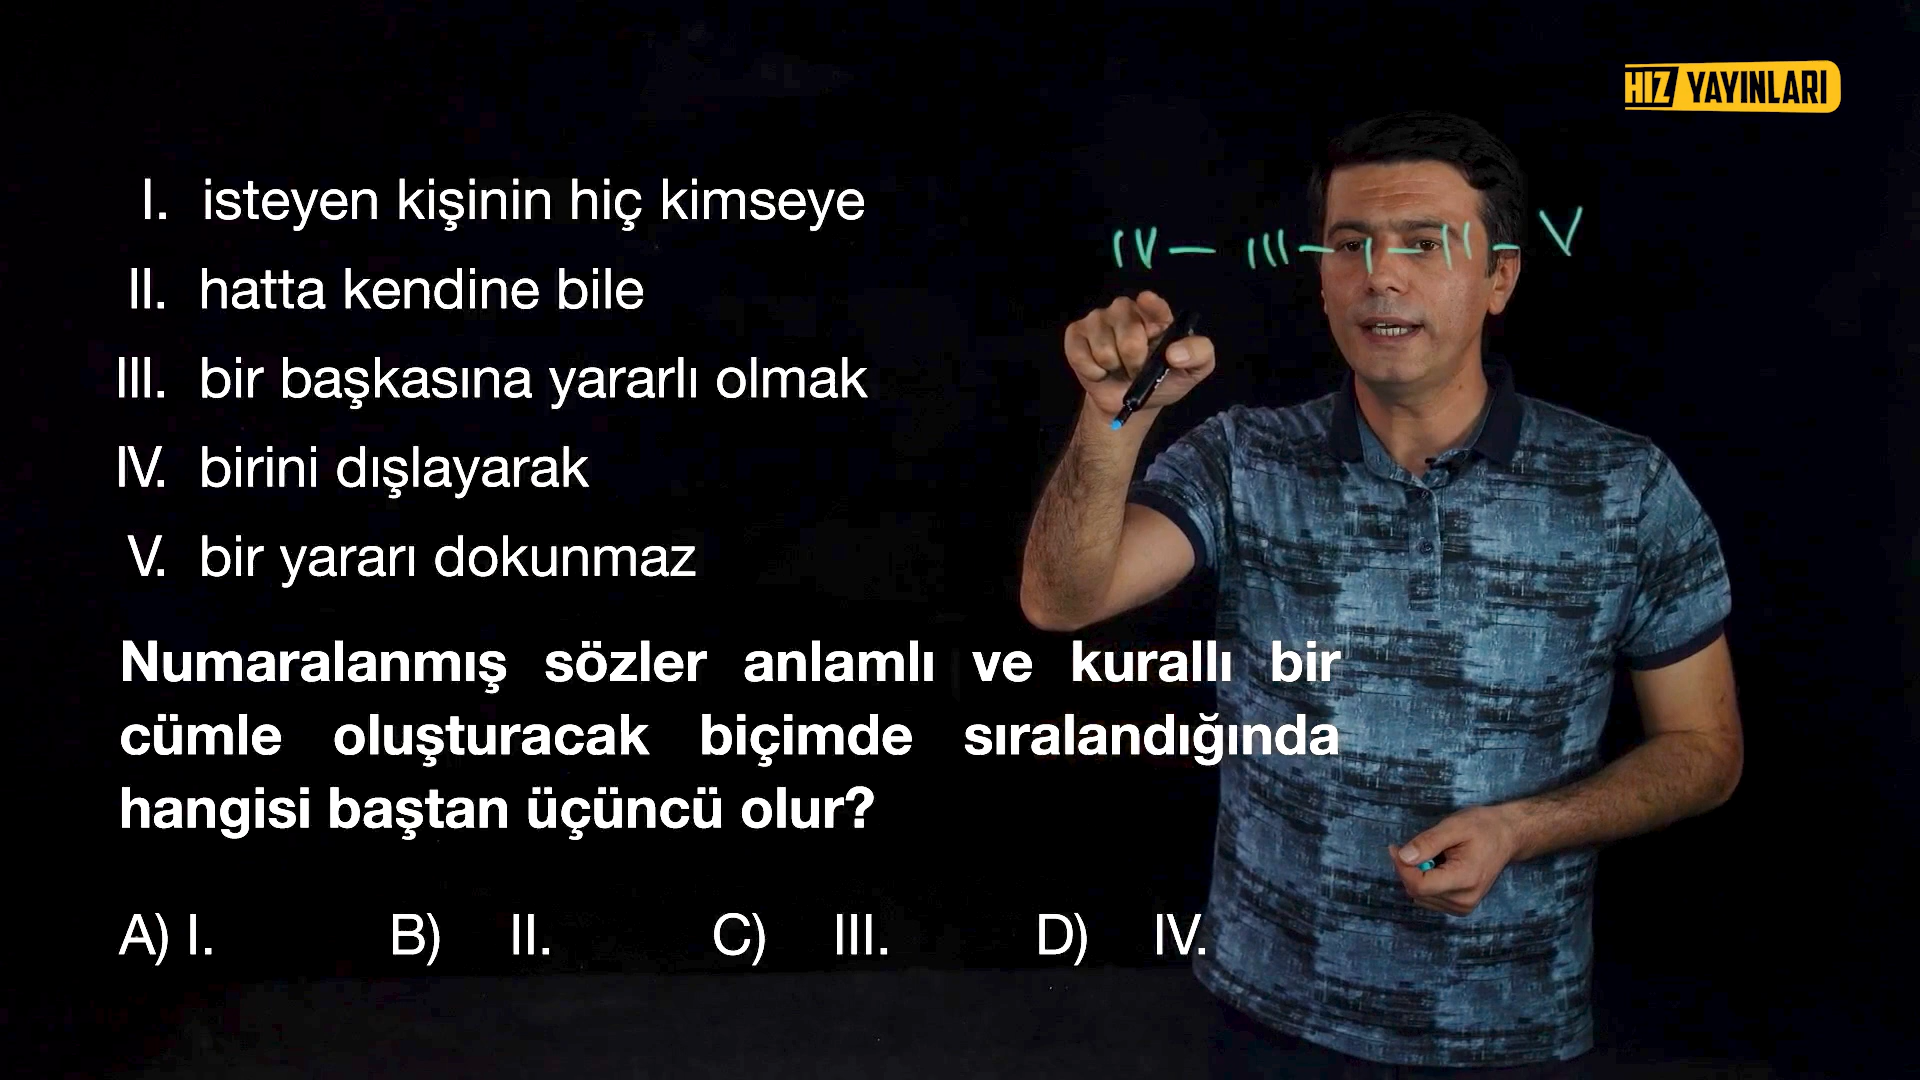 HIZ YAYINLARI
I. isteyen kişinin hiç kimseye
II. hatta kendine bile
III. bir başkasına yararlı olmak
IV. birini dışlayarak
V. bir yararı dokunmaz
IV – III – I – II – V
Numaralanmış sözler anlamlı ve kurallı bir
cümle oluşturacak biçimde sıralandığında
hangisi baştan üçüncü olur?
A) I. B) II. C) III. D) IV.